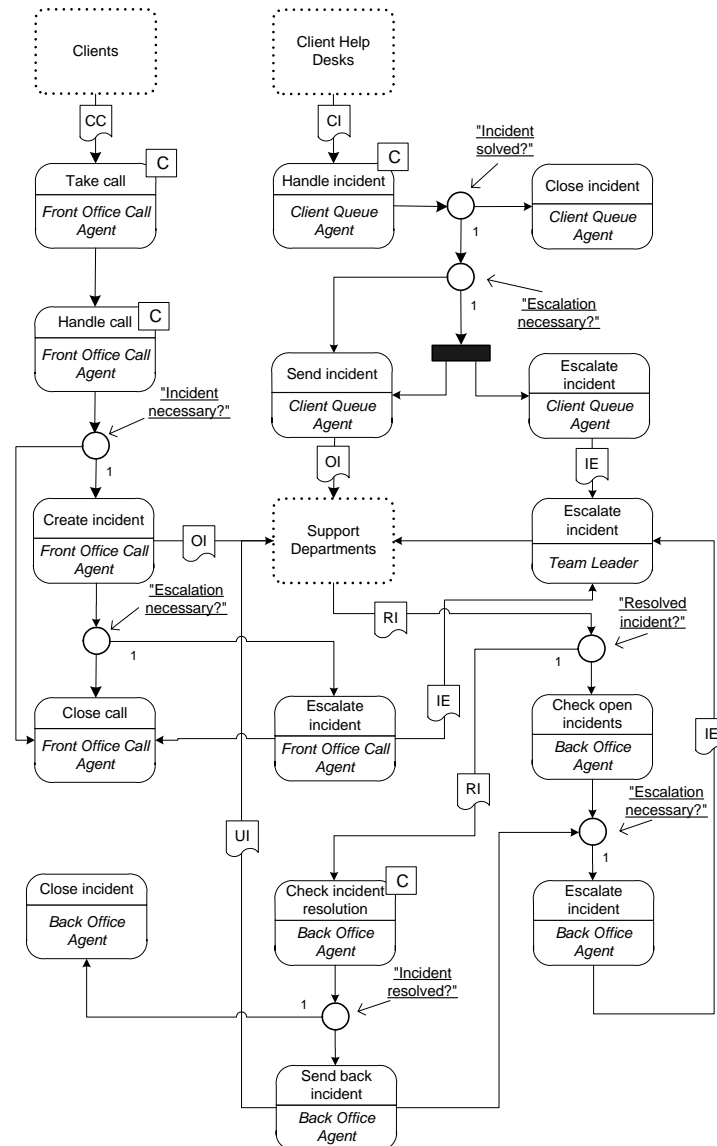 Clients
Client Help
Desks
CC
CI
"Incident
solved?"
C
Take call
Front Office Call
Agent
C
Handle incident
Client Queue
Agent
1
Close incident
Client Queue
Agent
C
Handle call
Front Office Call
Agent
1
"Escalation
necessary?"
Send incident
Client Queue
Agent
Escalate
incident
Client Queue
Agent
"Incident
necessary?"
1
OI
IE
Create incident
Front Office Call
Agent
OI
Support
Departments
Escalate
incident
Team Leader
"Escalation
necessary?"
1
RI
"Resolved
incident?"
1
Close call
Front Office Call
Agent
Escalate
incident
Front Office Call
Agent
IE
Check open
incidents
Back Office
Agent
IE
RI
UI
"Escalation
necessary?"
1
Close incident
Back Office
Agent
C
Check incident
resolution
Back Office
Agent
Escalate
incident
Back Office
Agent
"Incident
resolved?"
1
Send back
incident
Back Office
Agent